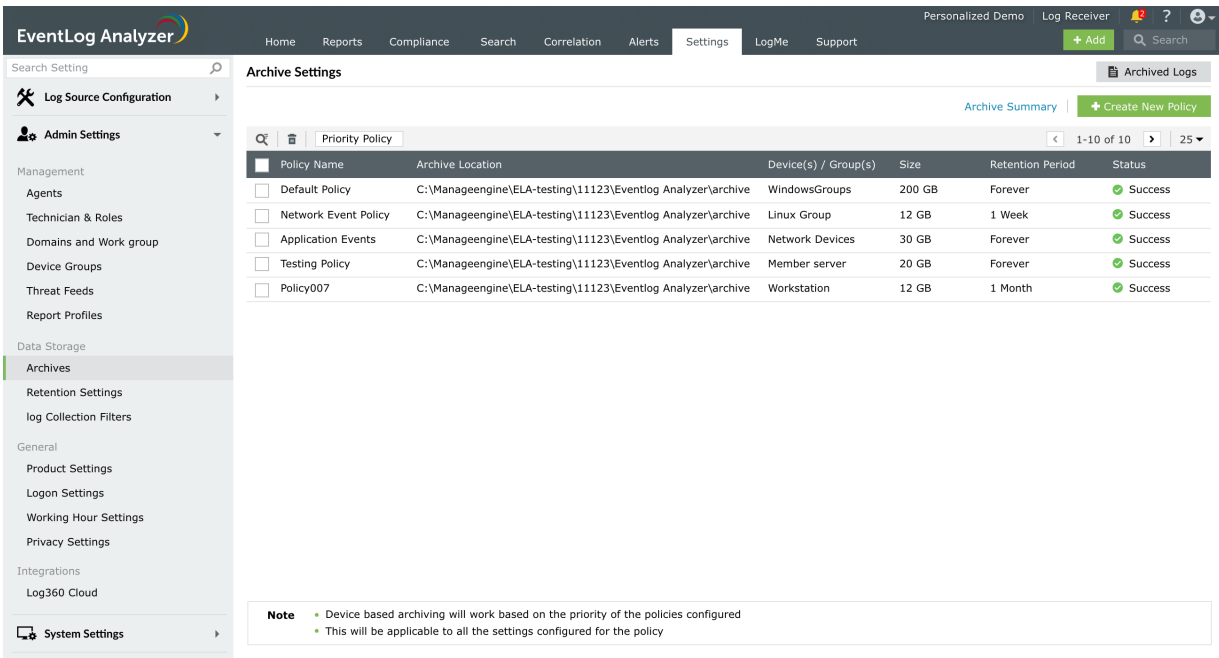 Personalized Demo Log Receiver 2 ?
EventLog Analyzer
Home Reports Compliance Search Correlation Alerts Settings LogMe Support + Add Search
Search Setting
Log Source Configuration
Admin Settings
Management
Agents
Technician & Roles
Domains and Work group
Device Groups
Threat Feeds
Report Profiles
Data Storage
Archives
Retention Settings
log Collection Filters
General
Product Settings
Logon Settings
Working Hour Settings
Privacy Settings
Integrations
Log360 Cloud
System Settings
Archive Settings Archived Logs
Archive Summary + Create New Policy
Priority Policy < 1-10 of 10 > 25
Policy Name Archive Location Device(s) / Group(s) Size Retention Period Status
Default Policy C:\Manageengine\ELA-testing\11123\Eventlog Analyzer\archive WindowsGroups 200 GB Forever Success
Network Event Policy C:\Manageengine\ELA-testing\11123\Eventlog Analyzer\archive Linux Group 12 GB 1 Week Success
Application Events C:\Manageengine\ELA-testing\11123\Eventlog Analyzer\archive Network Devices 30 GB Forever Success
Testing Policy C:\Manageengine\ELA-testing\11123\Eventlog Analyzer\archive Member server 20 GB Forever Success
Policy007 C:\Manageengine\ELA-testing\11123\Eventlog Analyzer\archive Workstation 12 GB 1 Month Success
Note • Device based archiving will work based on the priority of the policies configured
• This will be applicable to all the settings configured for the policy